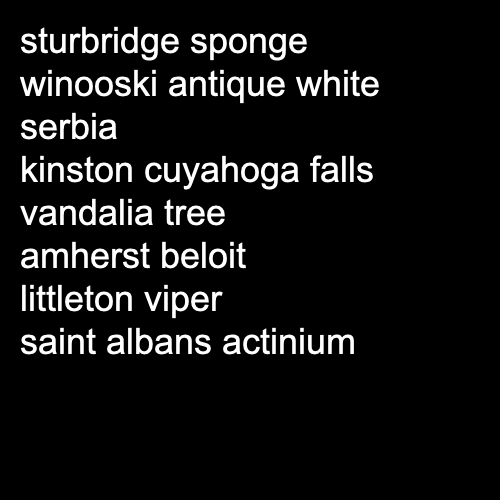 sturbridge sponge
winooski antique white
serbia
kinston cuyahoga falls
vandalia tree
amherst beloit
littleton viper
saint albans actinium